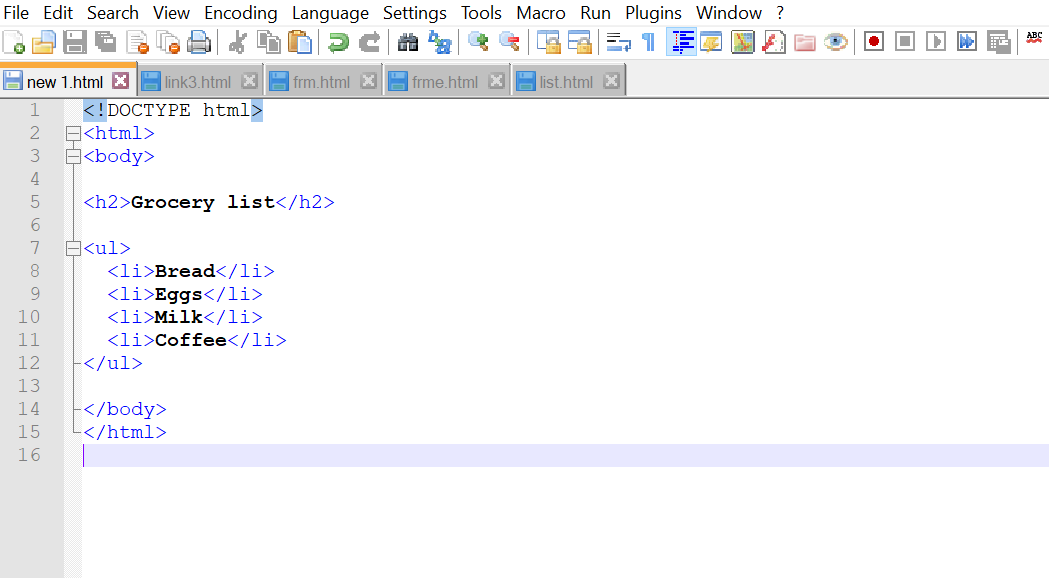 File Edit Search View Encoding Language Settings Tools Macro Run Plugins Window ?
ABC
new 1.html link3.html frm.html frme.html list.html
1 <!DOCTYPE html>
2 <html>
3 <body>
4
5 <h2>Grocery list</h2>
6
7 <ul>
8 <li>Bread</li>
9 <li>Eggs</li>
10 <li>Milk</li>
11 <li>Coffee</li>
12 </ul>
13
14 </body>
15 </html>
16